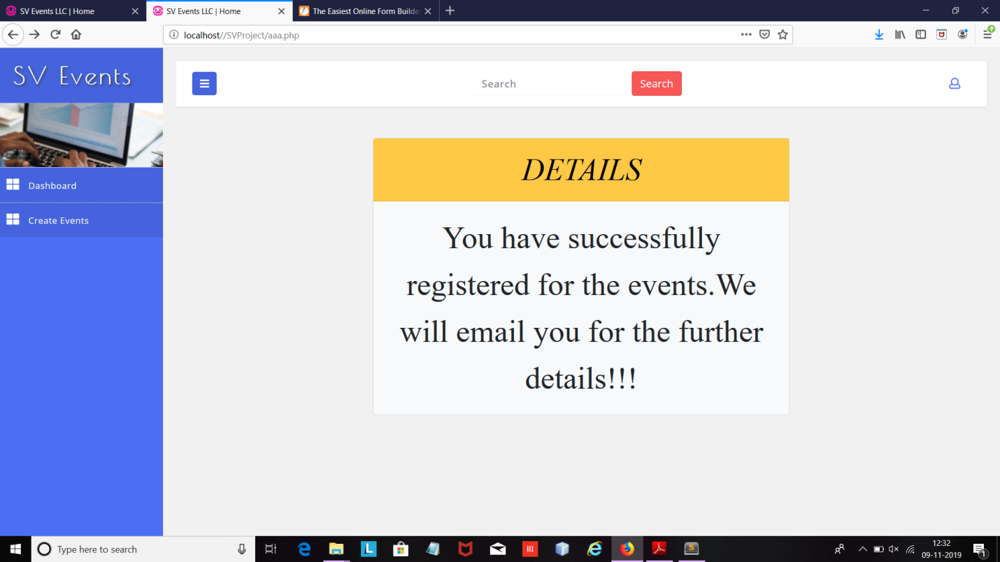 SV Events LLC | Home
SV Events LLC | Home
The Easiest Online Form Builde
localhost//SVProject/aaa.php
SV Events
Search
Search
Dashboard
Create Events
DETAILS
You have successfully
registered for the events.We
will email you for the further
details!!!
Type here to search
12:32
09-11-2019
1